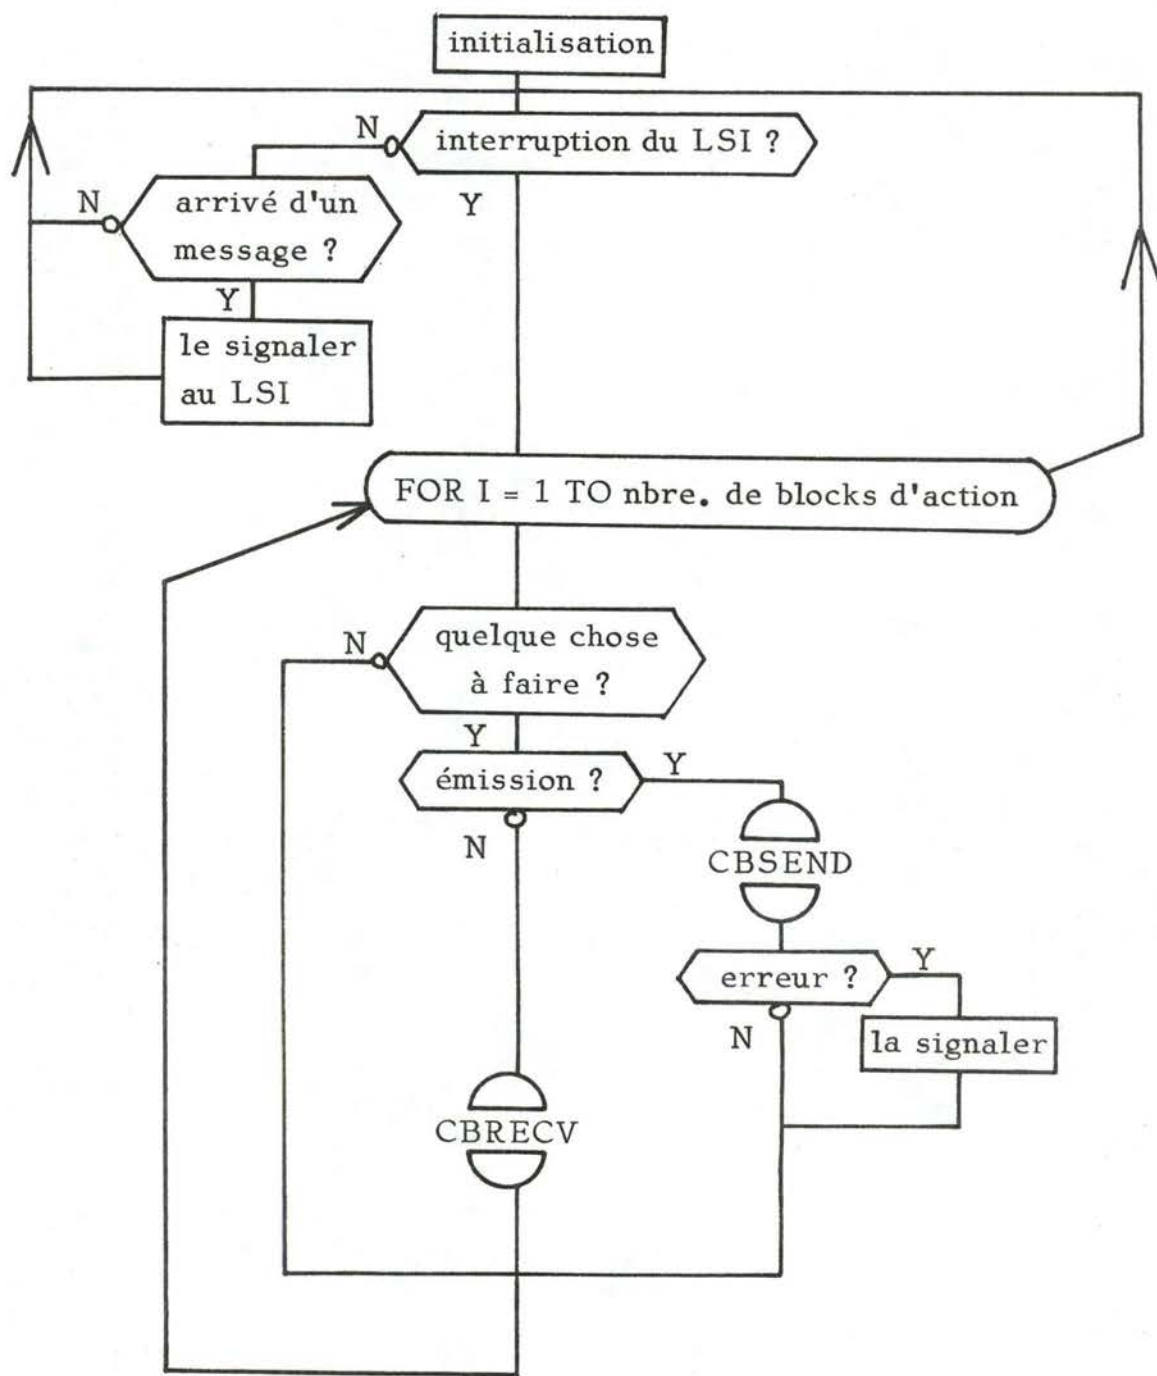 initialisation
N
interruption du LSI ?
Y
N
arrivé d'un
message ?
Y
le signaler
au LSI
FOR I = 1 TO nbre. de blocks d'action
N
quelque chose
à faire ?
Y
émission ?
Y
N
CBSEND
erreur ?
Y
N
la signaler
CBRECV